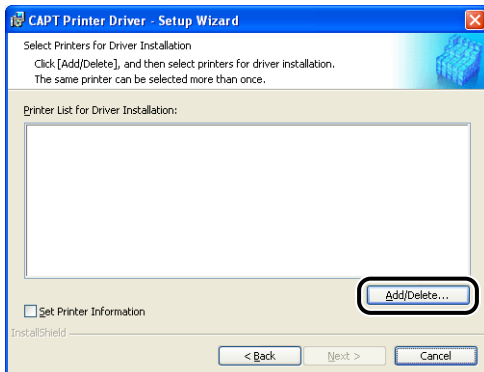 CAPT Printer Driver - Setup Wizard
Select Printers for Driver Installation
Click [Add/Delete], and then select printers for driver installation.
The same printer can be selected more than once.
Printer List for Driver Installation:
Add/Delete...
Set Printer Information
InstallShield
< Back Next > Cancel